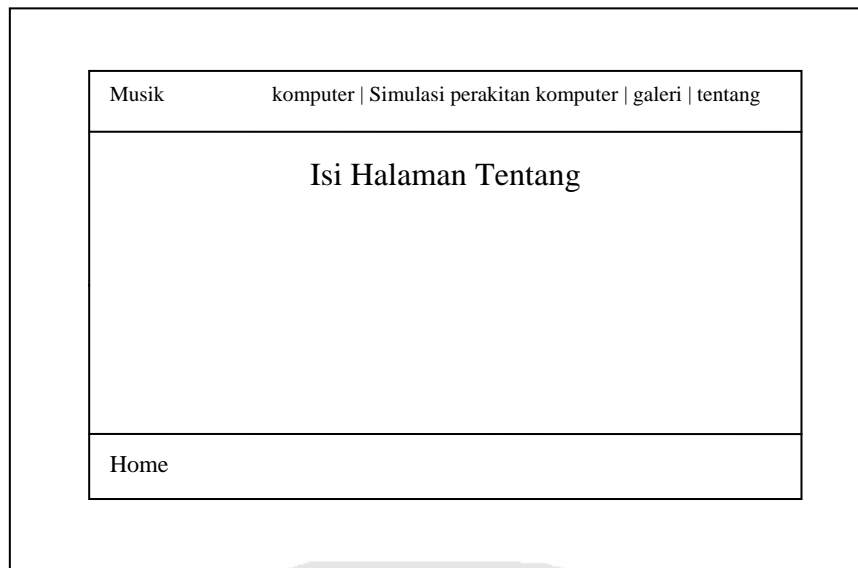 Musik komputer | Simulasi perakitan komputer | galeri | tentang
Isi Halaman Tentang
Home